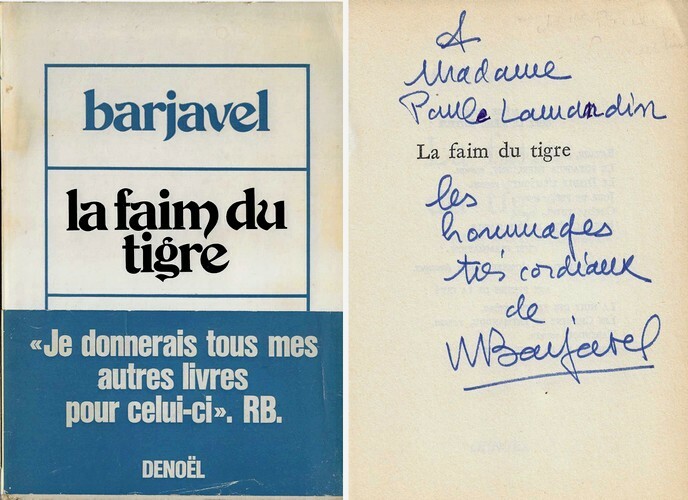 barjavel
la faim du
tigre
«Je donnerais tous mes
autres livres
pour celui-ci». RB.
DENOËL
A
Madame
Paule Lamandin
La faim du tigre
les
hommages
très cordiaux
de
RBarjavel